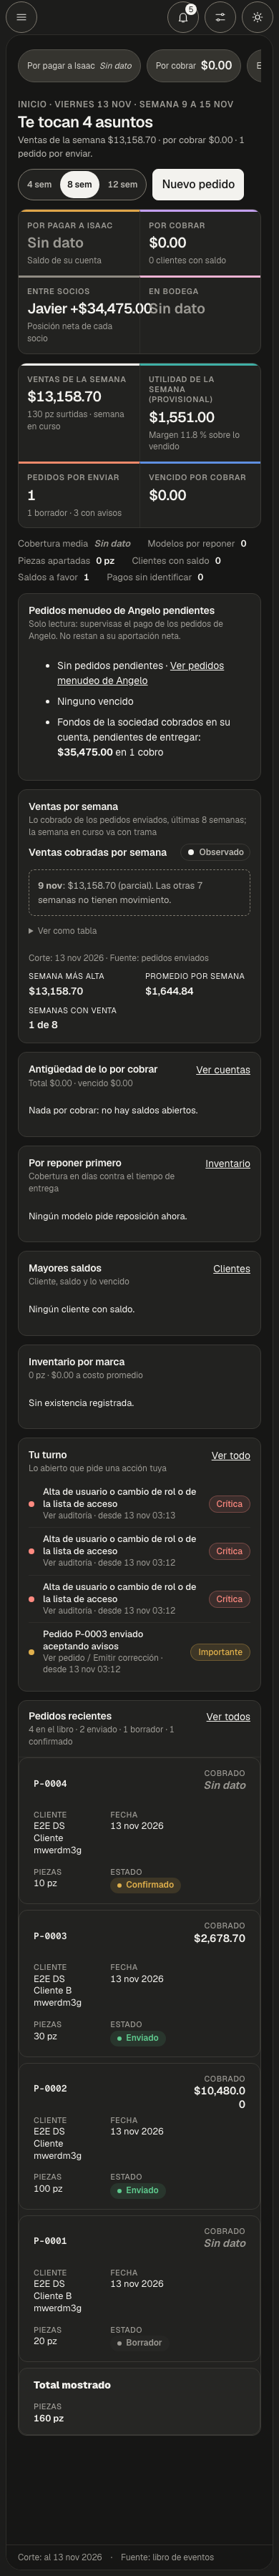 5
Por pagar a Isaac Sin dato
Por cobrar $0.00
INICIO · VIERNES 13 NOV · SEMANA 9 A 15 NOV
Te tocan 4 asuntos
Ventas de la semana $13,158.70 · por cobrar $0.00 · 1
pedido por enviar.
4 sem 8 sem 12 sem Nuevo pedido
POR PAGAR A ISAAC
Sin dato
Saldo de su cuenta
POR COBRAR
$0.00
0 clientes con saldo
ENTRE SOCIOS
Javier +$34,475.00
Posición neta de cada
socio
EN BODEGA
Sin dato
VENTAS DE LA SEMANA
$13,158.70
130 pz surtidas · semana
en curso
UTILIDAD DE LA
SEMANA
(PROVISIONAL)
$1,551.00
Margen 11.8 % sobre lo
vendido
PEDIDOS POR ENVIAR
1
1 borrador · 3 con avisos
VENCIDO POR COBRAR
$0.00
Cobertura media Sin dato Modelos por reponer 0
Piezas apartadas 0 pz Clientes con saldo 0
Saldos a favor 1 Pagos sin identificar 0
Pedidos menudeo de Angelo pendientes
Solo lectura: supervisas el pago de los pedidos de
Angelo. No restan a su aportación neta.
• Sin pedidos pendientes · Ver pedidos
menudeo de Angelo
• Ninguno vencido
• Fondos de la sociedad cobrados en su
cuenta, pendientes de entregar:
$35,475.00 en 1 cobro
Ventas por semana
Lo cobrado de los pedidos enviados, últimas 8 semanas;
la semana en curso va con trama
Ventas cobradas por semana Observado
9 nov: $13,158.70 (parcial). Las otras 7
semanas no tienen movimiento.
Ver como tabla
Corte: 13 nov 2026 · Fuente: pedidos enviados
SEMANA MÁS ALTA
$13,158.70
PROMEDIO POR SEMANA
$1,644.84
SEMANAS CON VENTA
1 de 8
Antigüedad de lo por cobrar Ver cuentas
Total $0.00 · vencido $0.00
Nada por cobrar: no hay saldos abiertos.
Por reponer primero Inventario
Cobertura en días contra el tiempo de
entrega
Ningún modelo pide reposición ahora.
Mayores saldos Clientes
Cliente, saldo y lo vencido
Ningún cliente con saldo.
Inventario por marca
0 pz · $0.00 a costo promedio
Sin existencia registrada.
Tu turno Ver todo
Lo abierto que pide una acción tuya
Alta de usuario o cambio de rol o de
la lista de acceso
Ver auditoría · desde 13 nov 03:13
Crítica
Alta de usuario o cambio de rol o de
la lista de acceso
Ver auditoría · desde 13 nov 03:12
Crítica
Alta de usuario o cambio de rol o de
la lista de acceso
Ver auditoría · desde 13 nov 03:12
Crítica
Pedido P-0003 enviado
aceptando avisos
Ver pedido / Emitir corrección ·
desde 13 nov 03:12
Importante
Pedidos recientes Ver todos
4 en el libro · 2 enviado · 1 borrador · 1
confirmado
P-0004
COBRADO
Sin dato
CLIENTE
E2E DS
Cliente
mwerdm3g
FECHA
13 nov 2026
PIEZAS
10 pz
ESTADO
Confirmado
P-0003
COBRADO
$2,678.70
CLIENTE
E2E DS
Cliente B
mwerdm3g
FECHA
13 nov 2026
PIEZAS
30 pz
ESTADO
Enviado
P-0002
COBRADO
$10,480.0
0
CLIENTE
E2E DS
Cliente
mwerdm3g
FECHA
13 nov 2026
PIEZAS
100 pz
ESTADO
Enviado
P-0001
COBRADO
Sin dato
CLIENTE
E2E DS
Cliente B
mwerdm3g
FECHA
13 nov 2026
PIEZAS
20 pz
ESTADO
Borrador
Total mostrado
PIEZAS
160 pz
Corte: al 13 nov 2026 · Fuente: libro de eventos